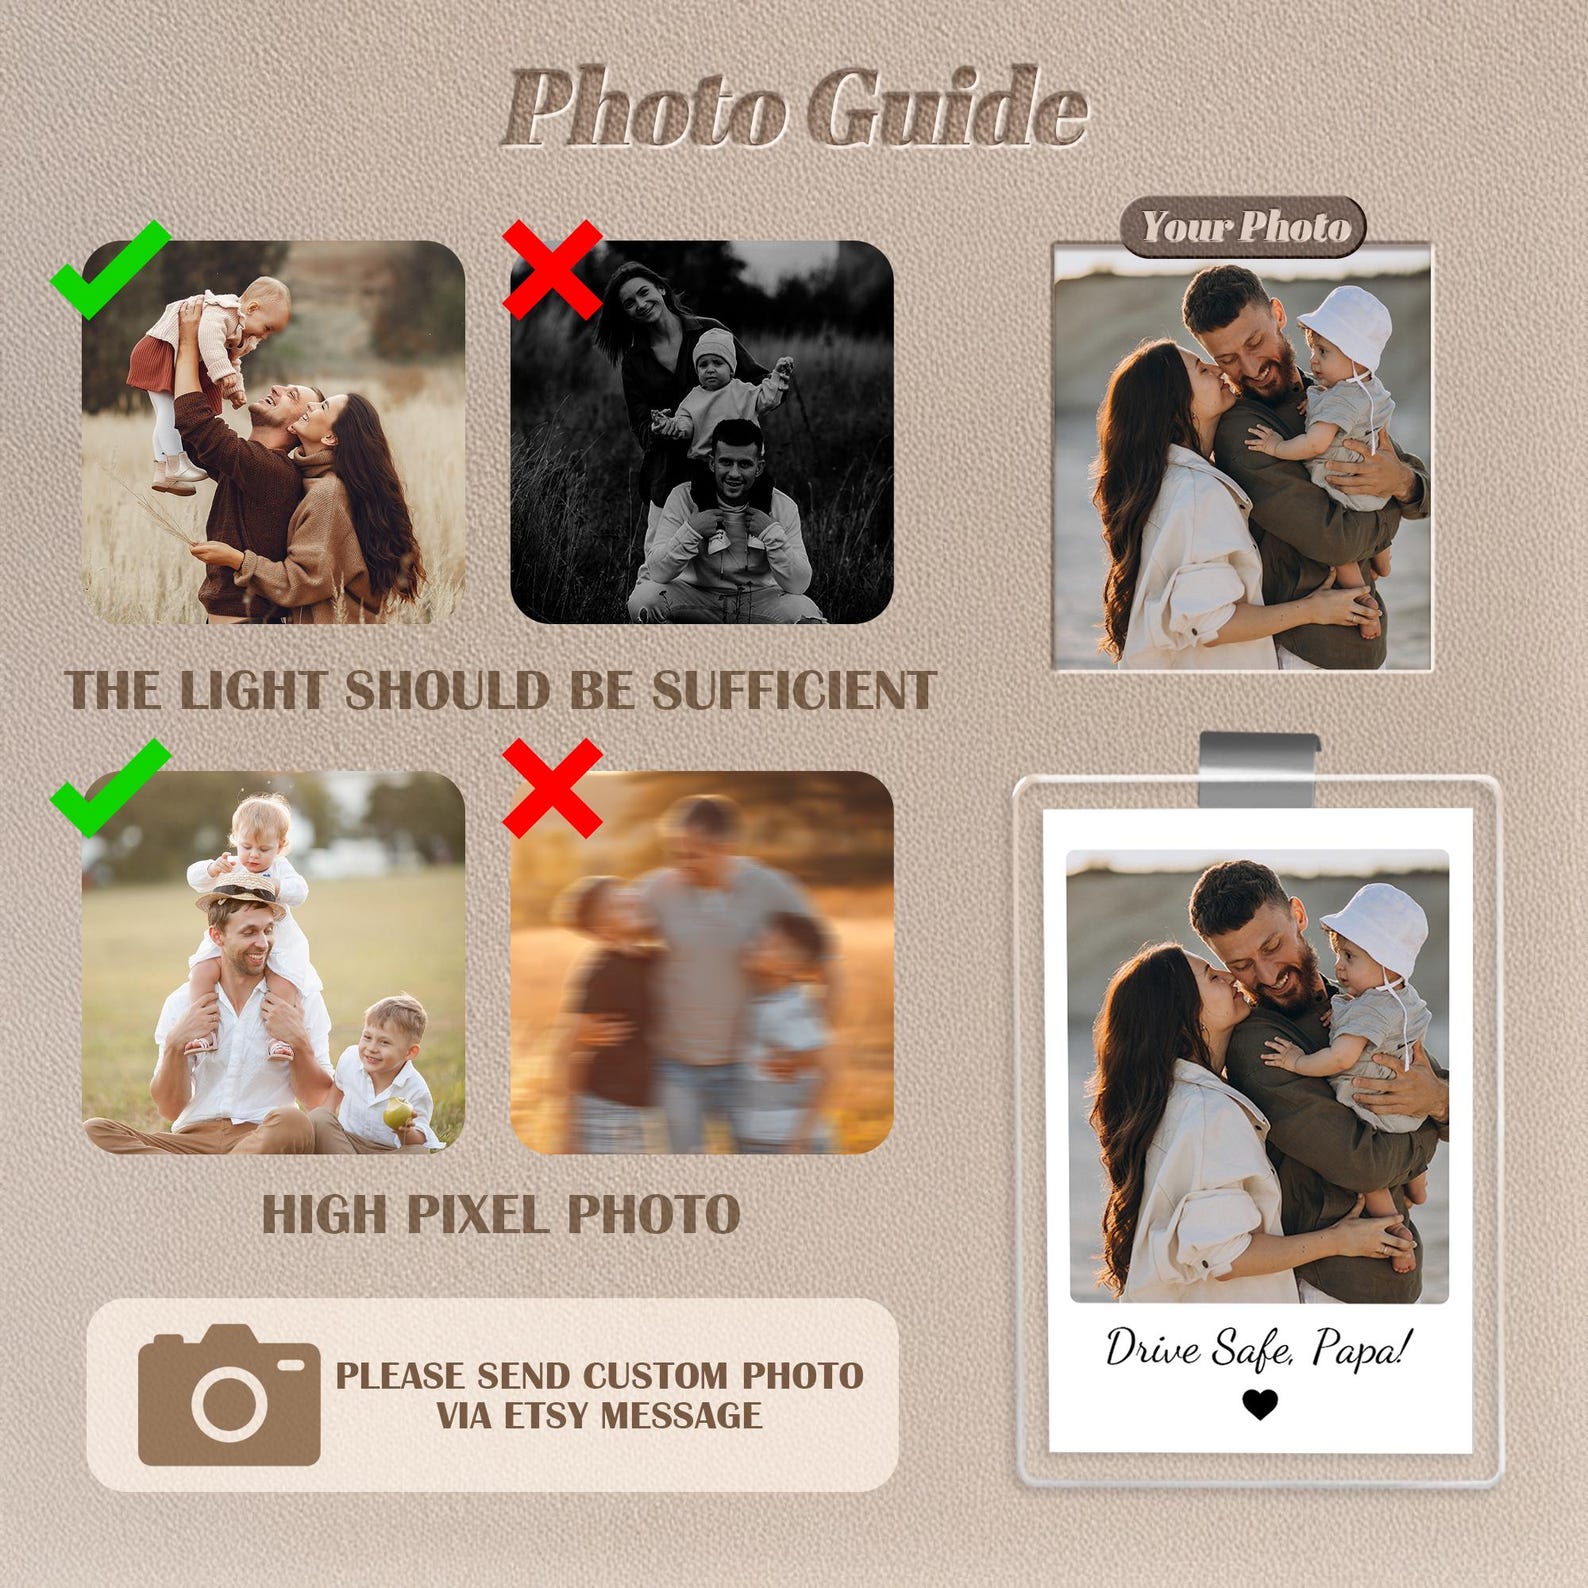 Photo Guide
Your Photo
THE LIGHT SHOULD BE SUFFICIENT
HIGH PIXEL PHOTO
PLEASE SEND CUSTOM PHOTO
VIA ETSY MESSAGE
Drive Safe, Papa!